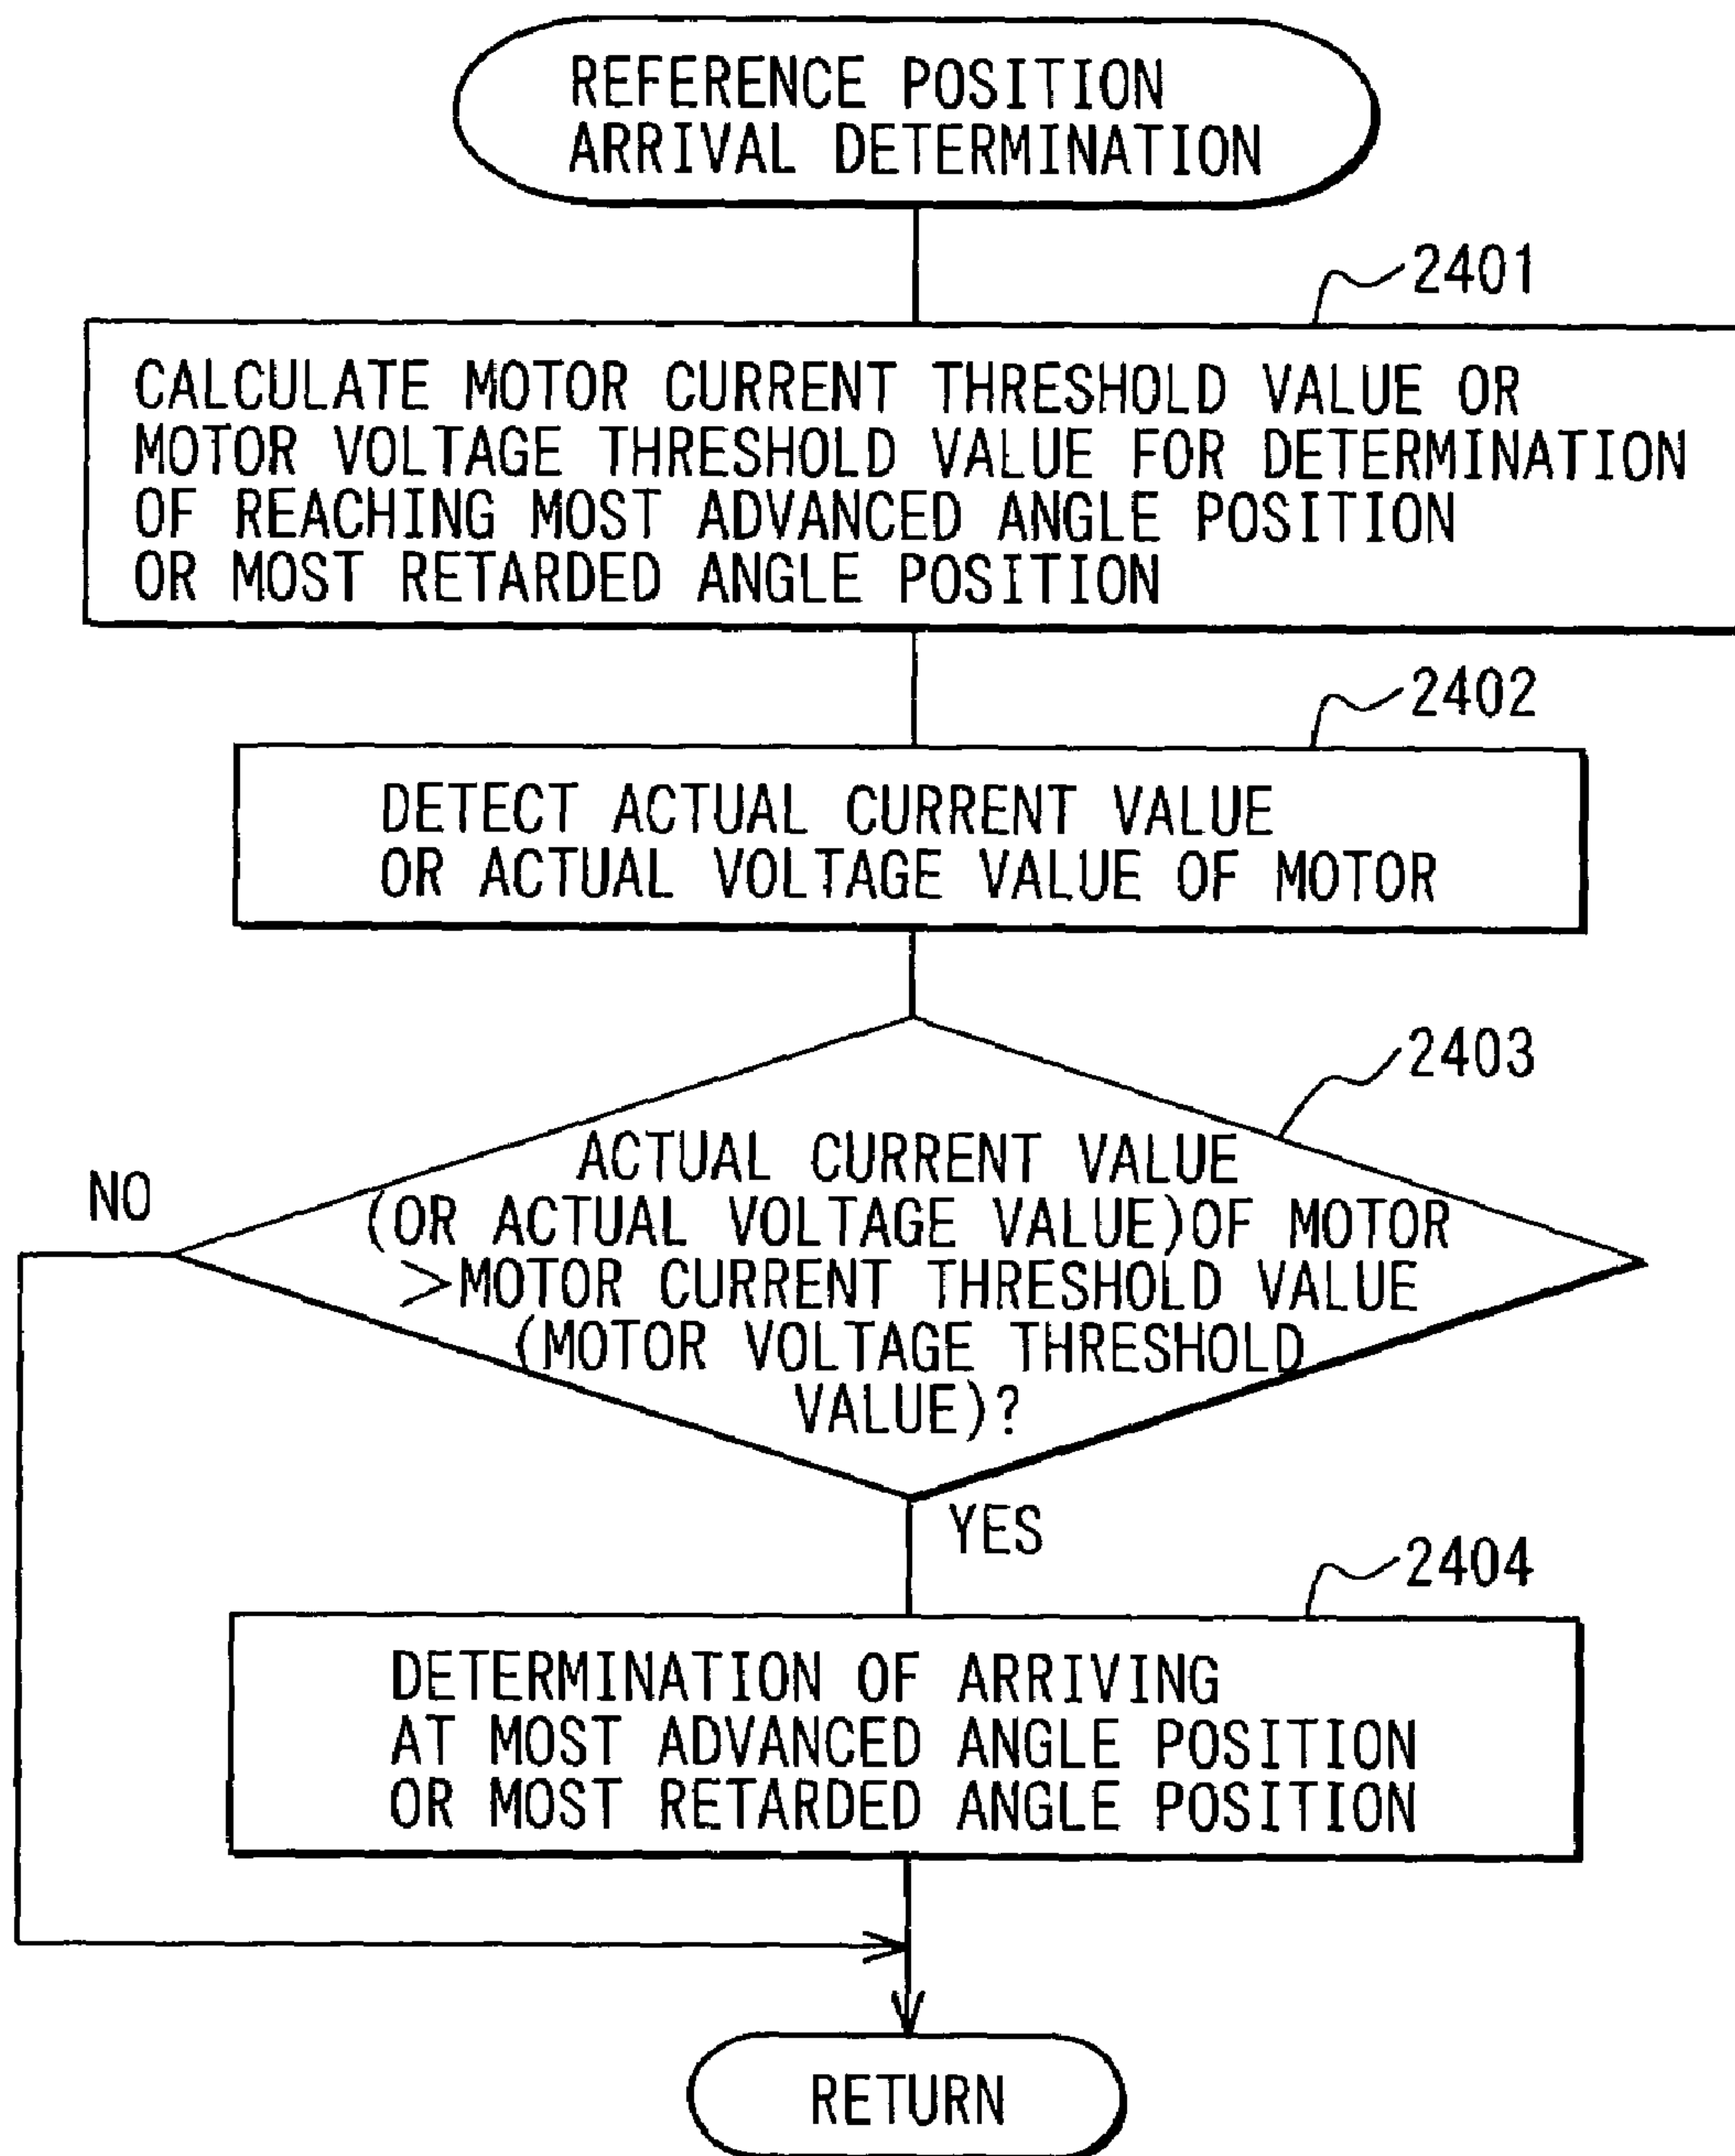 REFERENCE POSITION
ARRIVAL DETERMINATION
2401
CALCULATE MOTOR CURRENT THRESHOLD VALUE OR
MOTOR VOLTAGE THRESHOLD VALUE FOR DETERMINATION
OF REACHING MOST ADVANCED ANGLE POSITION
OR MOST RETARDED ANGLE POSITION
2402
DETECT ACTUAL CURRENT VALUE
OR ACTUAL VOLTAGE VALUE OF MOTOR
2403
ACTUAL CURRENT VALUE
(OR ACTUAL VOLTAGE VALUE)OF MOTOR
>MOTOR CURRENT THRESHOLD VALUE
(MOTOR VOLTAGE THRESHOLD
VALUE)?
NO
YES
2404
DETERMINATION OF ARRIVING
AT MOST ADVANCED ANGLE POSITION
OR MOST RETARDED ANGLE POSITION
RETURN